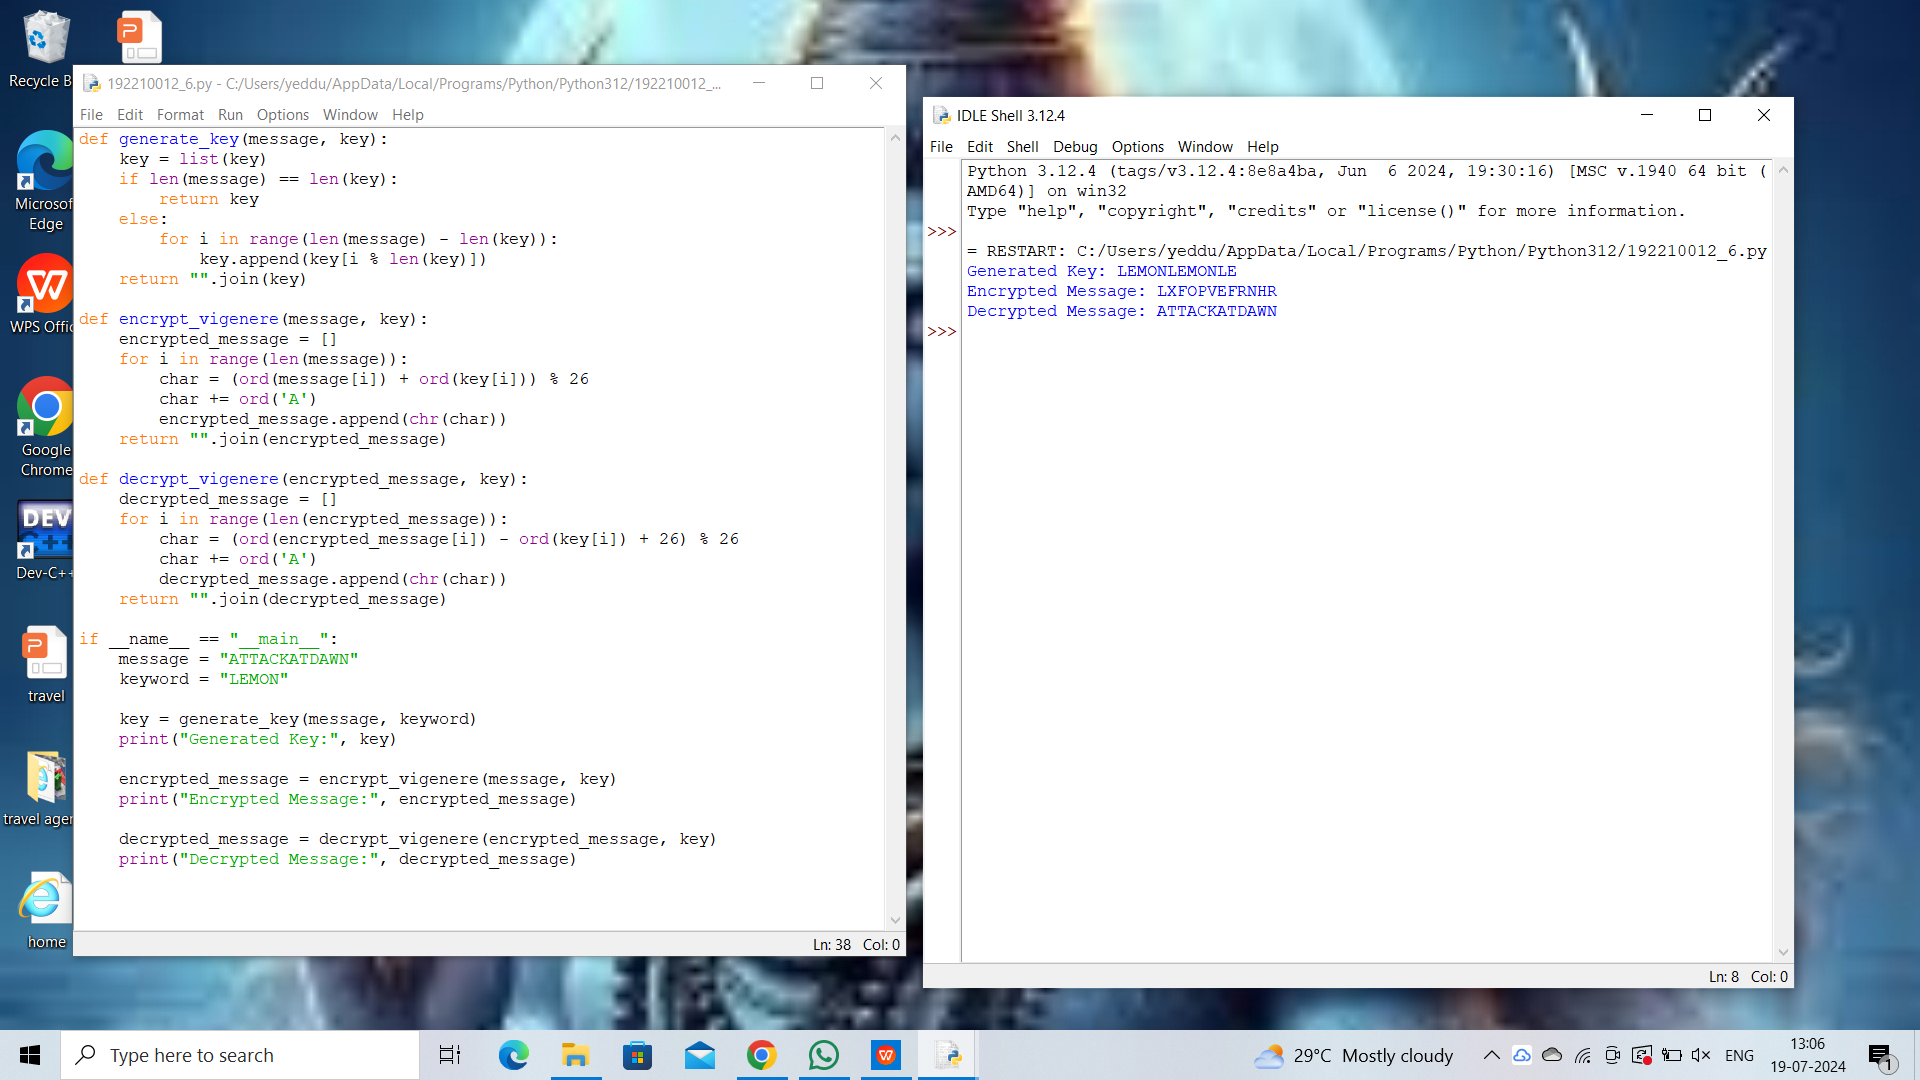 Recycle B
Microsof
Edge
WPS Offic
Google
Chrome
DEV
C++
Dev-C++
travel
travel agen
home
192210012_6.py - C:/Users/yeddu/AppData/Local/Programs/Python/Python312/192210012_...
File Edit Format Run Options Window Help
def generate_key(message, key):
    key = list(key)
    if len(message) == len(key):
        return key
    else:
        for i in range(len(message) - len(key)):
            key.append(key[i % len(key)])
    return "".join(key)
def encrypt_vigenere(message, key):
    encrypted_message = []
    for i in range(len(message)):
        char = (ord(message[i]) + ord(key[i])) % 26
        char += ord('A')
        encrypted_message.append(chr(char))
    return "".join(encrypted_message)
def decrypt_vigenere(encrypted_message, key):
    decrypted_message = []
    for i in range(len(encrypted_message)):
        char = (ord(encrypted_message[i]) - ord(key[i]) + 26) % 26
        char += ord('A')
        decrypted_message.append(chr(char))
    return "".join(decrypted_message)
if __name__ == "__main__":
    message = "ATTACKATDAWN"
    keyword = "LEMON"
    key = generate_key(message, keyword)
    print("Generated Key:", key)
    encrypted_message = encrypt_vigenere(message, key)
    print("Encrypted Message:", encrypted_message)
    decrypted_message = decrypt_vigenere(encrypted_message, key)
    print("Decrypted Message:", decrypted_message)
Ln: 38 Col: 0
IDLE Shell 3.12.4
File Edit Shell Debug Options Window Help
Python 3.12.4 (tags/v3.12.4:8e8a4ba, Jun  6 2024, 19:30:16) [MSC v.1940 64 bit (
AMD64)] on win32
Type "help", "copyright", "credits" or "license()" for more information.
>>>
= RESTART: C:/Users/yeddu/AppData/Local/Programs/Python/Python312/192210012_6.py
Generated Key: LEMONLEMONLE
Encrypted Message: LXFOPVEFRNHR
Decrypted Message: ATTACKATDAWN
>>>
Ln: 8 Col: 0
Type here to search
29°C Mostly cloudy
ENG
13:06
19-07-2024
1